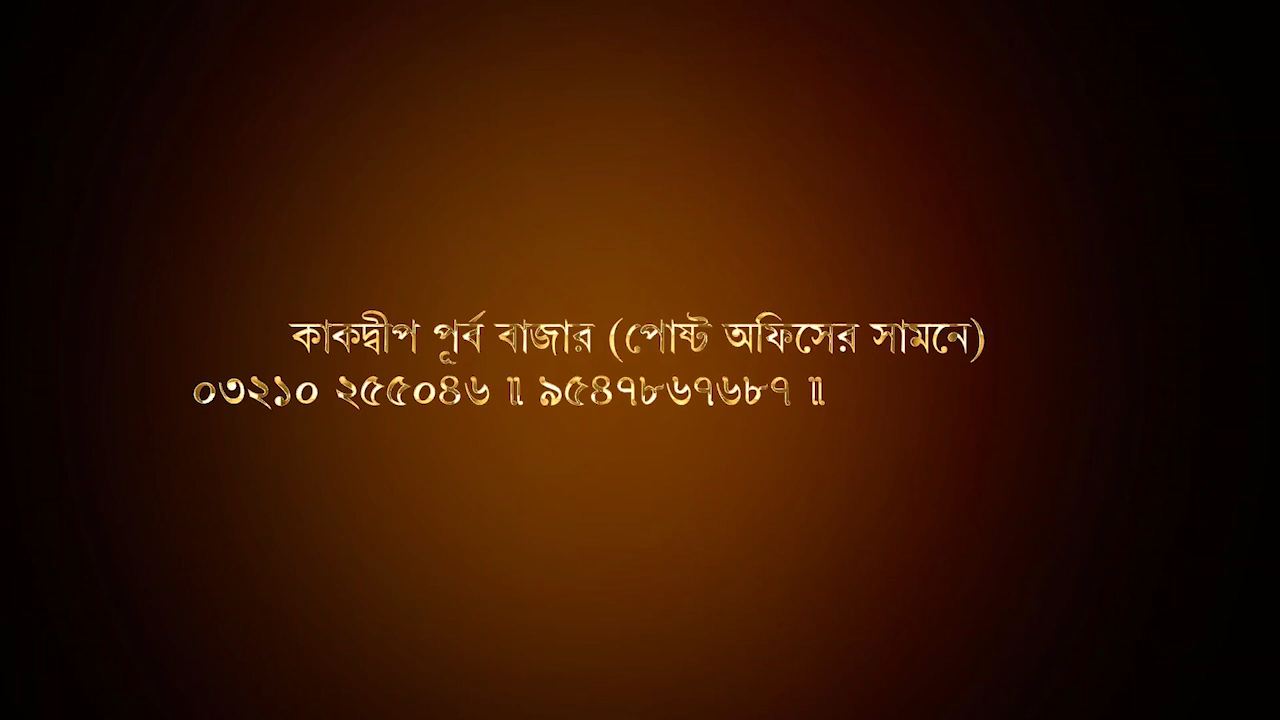 কাকদ্বীপ পূর্ব বাজার (পোষ্ট অফিসের সামনে)
০৩২১০ ২৫৫০৪৬ ॥ ৯৫৪৭৮৬৭৬৮৭ ॥